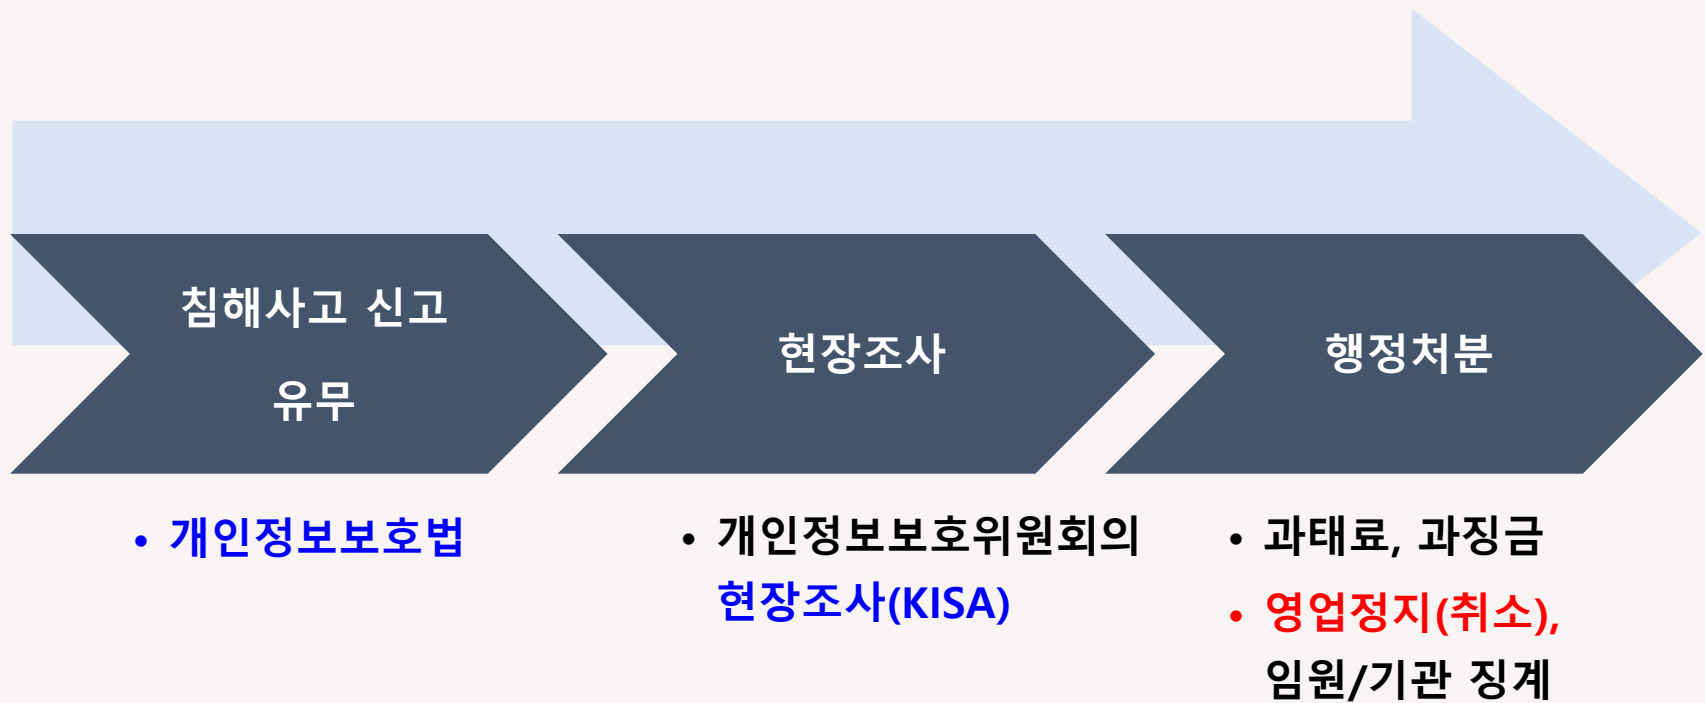 침해사고 신고
유무
현장조사
행정처분
• 개인정보보호법
• 개인정보보호위원회의
현장조사(KISA)
• 과태료, 과징금
• 영업정지(취소),
임원/기관 징계